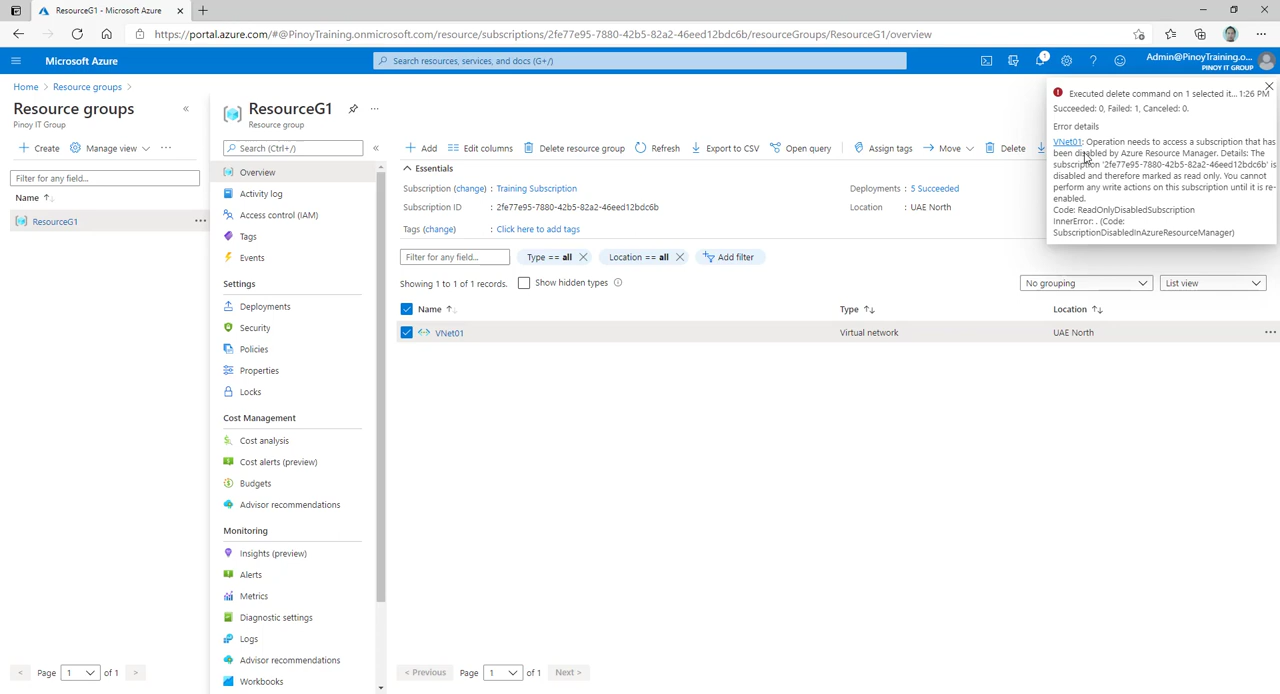 ResourceG1 - Microsoft Azure
https://portal.azure.com/#@PinoyTraining.onmicrosoft.com/resource/subscriptions/2fe77e95-7880-42b5-82a2-46eed12bdc6b/resourceGroups/ResourceG1/overview
Microsoft Azure
Search resources, services, and docs (G+/)
1
Admin@PinoyTraining.o...
PINOY IT GROUP
Home > Resource groups >
Resource groups
Pinoy IT Group
Create
Manage view
Filter for any field...
Name
ResourceG1
Page 1 of 1
ResourceG1
Resource group
Search (Ctrl+/)
Overview
Activity log
Access control (IAM)
Tags
Events
Settings
Deployments
Security
Policies
Properties
Locks
Cost Management
Cost analysis
Cost alerts (preview)
Budgets
Advisor recommendations
Monitoring
Insights (preview)
Alerts
Metrics
Diagnostic settings
Logs
Advisor recommendations
Workbooks
Add Edit columns Delete resource group Refresh Export to CSV Open query Assign tags Move Delete
Essentials
Subscription (change) : Training Subscription
Deployments : 5 Succeeded
Subscription ID : 2fe77e95-7880-42b5-82a2-46eed12bdc6b
Location : UAE North
Tags (change) : Click here to add tags
Filter for any field... Type == all Location == all Add filter
Showing 1 to 1 of 1 records. Show hidden types
No grouping List view
Name Type Location
VNet01 Virtual network UAE North
< Previous Page 1 of 1 Next >
Executed delete command on 1 selected it... 1:26 PM
Succeeded: 0, Failed: 1, Canceled: 0.
Error details
VNet01: Operation needs to access a subscription that has
been disabled by Azure Resource Manager. Details: The
subscription '2fe77e95-7880-42b5-82a2-46eed12bdc6b' is
disabled and therefore marked as read only. You cannot
perform any write actions on this subscription until it is re-
enabled.
Code: ReadOnlyDisabledSubscription
InnerError: . (Code:
SubscriptionDisabledInAzureResourceManager)